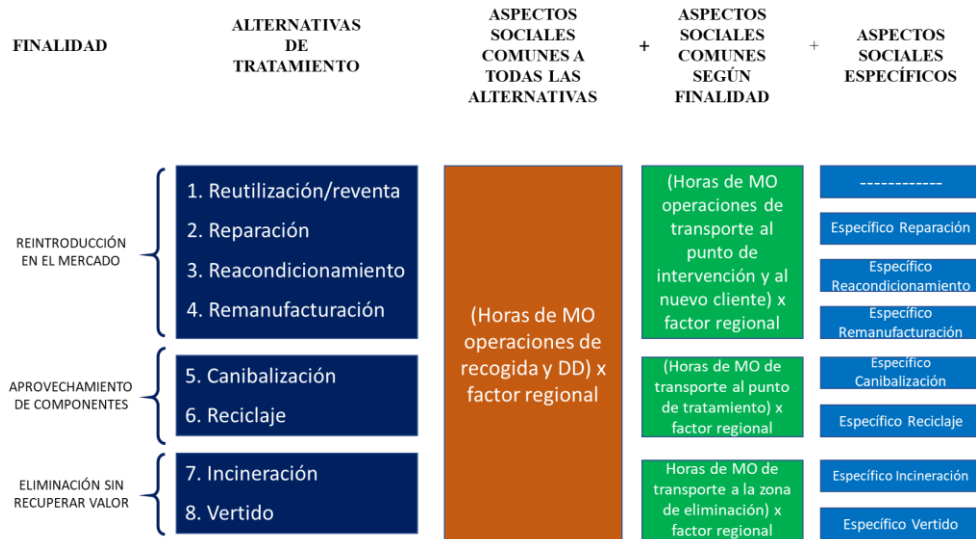 FINALIDAD
ALTERNATIVAS
DE
TRATAMIENTO
ASPECTOS
SOCIALES
COMUNES A
TODAS LAS
ALTERNATIVAS
+
ASPECTOS
SOCIALES
COMUNES
SEGÚN
FINALIDAD
+
ASPECTOS
SOCIALES
ESPECÍFICOS
REINTRODUCCIÓN
EN EL MERCADO
1. Reutilización/reventa
2. Reparación
3. Reacondicionamiento
4. Remanufacturación
APROVECHAMIENTO
DE COMPONENTES
5. Canibalización
6. Reciclaje
ELIMINACIÓN SIN
RECUPERAR VALOR
7. Incineración
8. Vertido
(Horas de MO
operaciones de
recogida y DD) x
factor regional
(Horas de MO
operaciones de
transporte al
punto de
intervención y al
nuevo cliente) x
factor regional
(Horas de MO de
transporte al punto
de tratamiento) x
factor regional
Horas de MO de
transporte a la zona
de eliminación) x
factor regional
------------
Específico Reparación
Específico
Reacondicionamiento
Específico
Remanufacturación
Específico
Canibalización
Específico Reciclaje
Específico Incineración
Específico Vertido